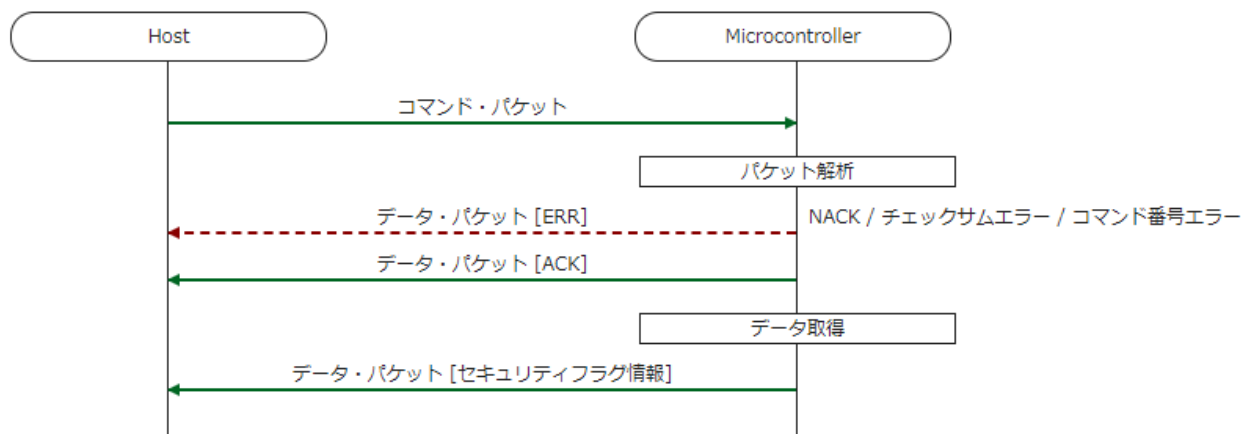 Host
Microcontroller
コマンド・パケット
パケット解析
データ・パケット [ERR]
NACK / チェックサムエラー / コマンド番号エラー
データ・パケット [ACK]
データ取得
データ・パケット [セキュリティフラグ情報]